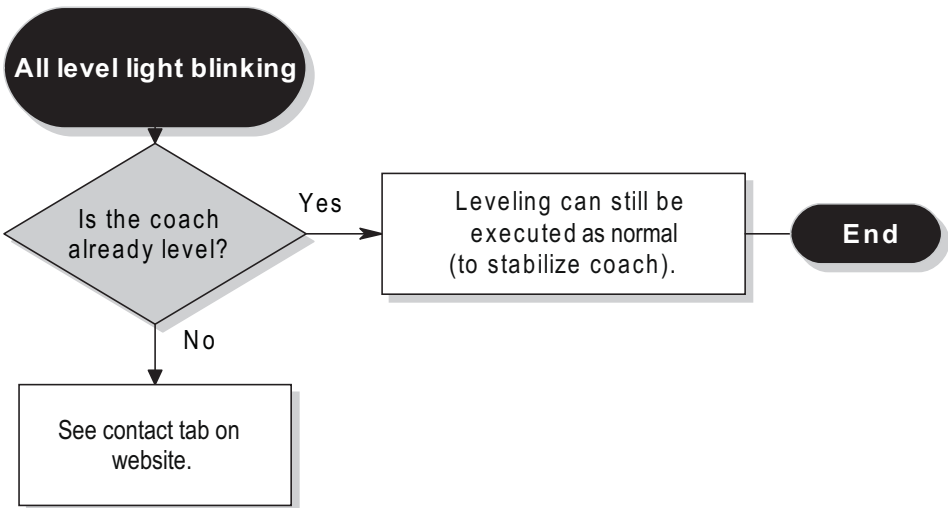 All level light blinking
Is the coach
already level?
Yes
Leveling can still be
executed as normal
(to stabilize coach).
End
No
See contact tab on
website.